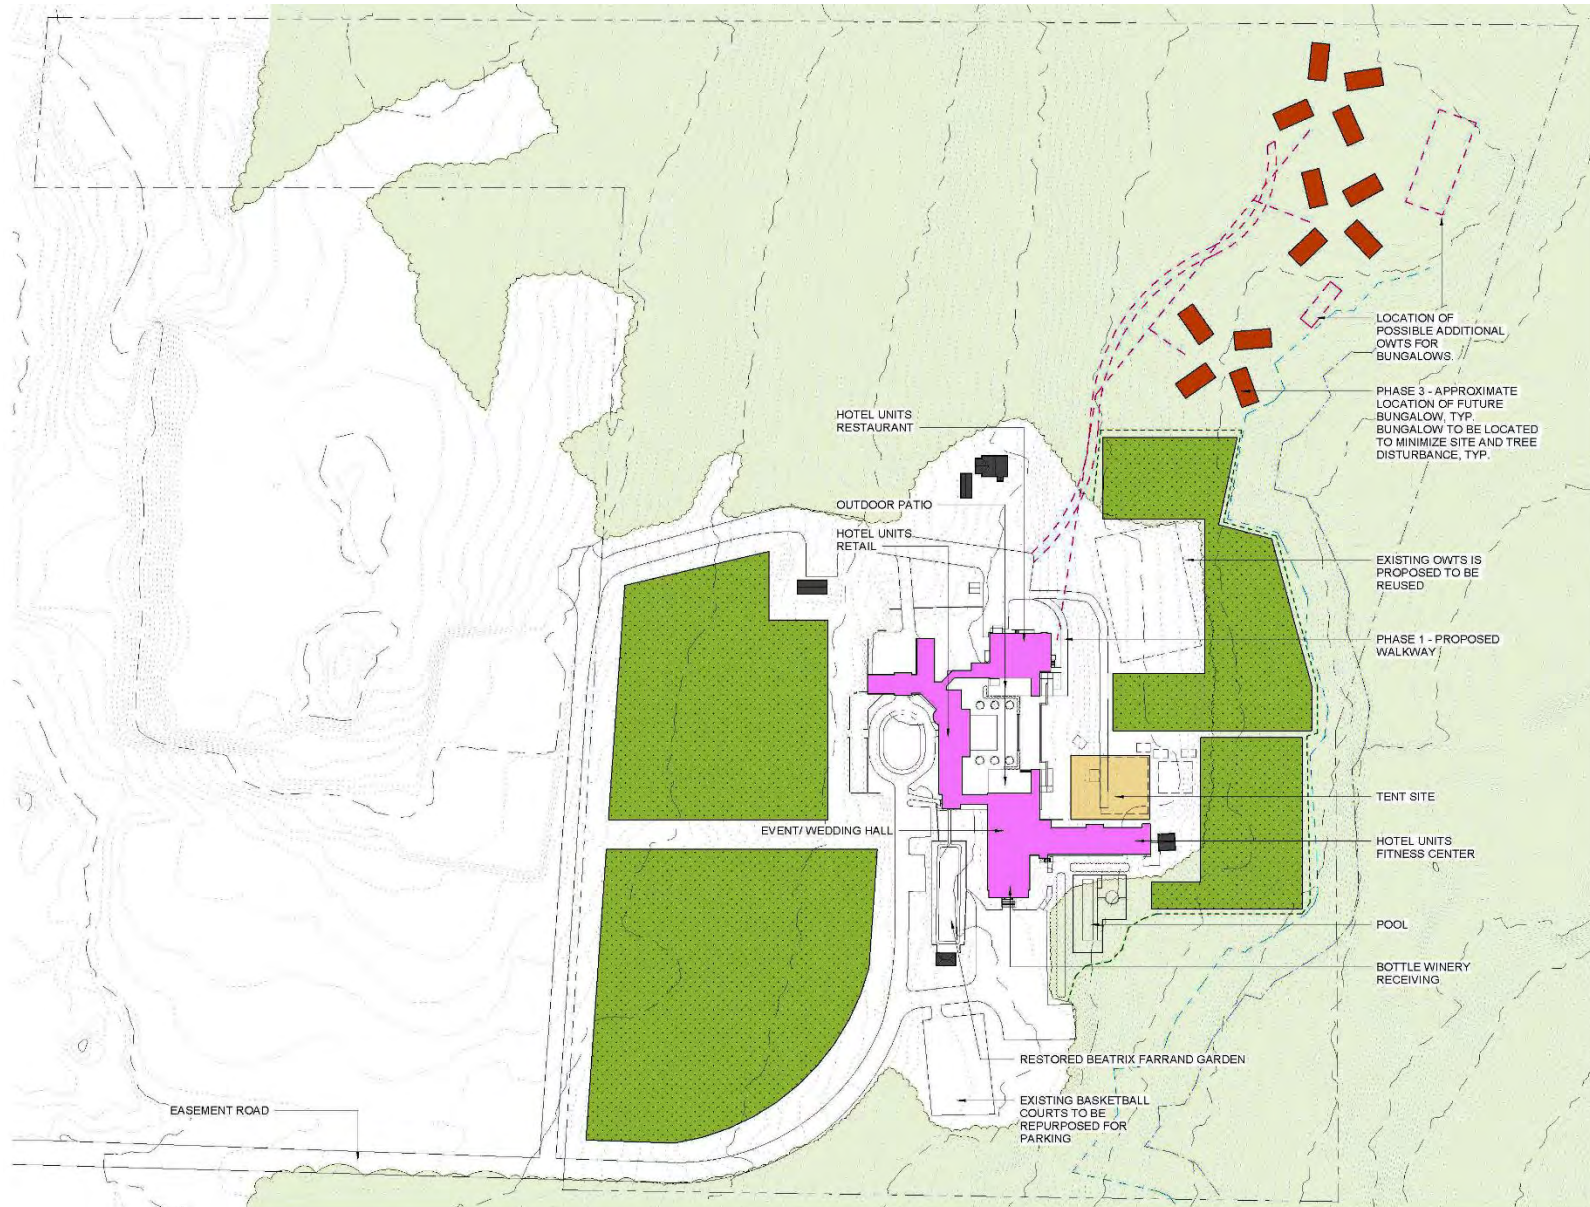 LOCATION OF
POSSIBLE ADDITIONAL
OWTS FOR
BUNGALOWS.
PHASE 3 - APPROXIMATE
LOCATION OF FUTURE
BUNGALOW, TYP.
BUNGALOW TO BE LOCATED
TO MINIMIZE SITE AND TREE
DISTURBANCE, TYP.
HOTEL UNITS
RESTAURANT
OUTDOOR PATIO
HOTEL UNITS
RETAIL
EXISTING OWTS IS
PROPOSED TO BE
REUSED
PHASE 1 - PROPOSED
WALKWAY
TENT SITE
EVENT/ WEDDING HALL
HOTEL UNITS
FITNESS CENTER
POOL
BOTTLE WINERY
RECEIVING
RESTORED BEATRIX FARRAND GARDEN
EXISTING BASKETBALL
COURTS TO BE
REPURPOSED FOR
PARKING
EASEMENT ROAD